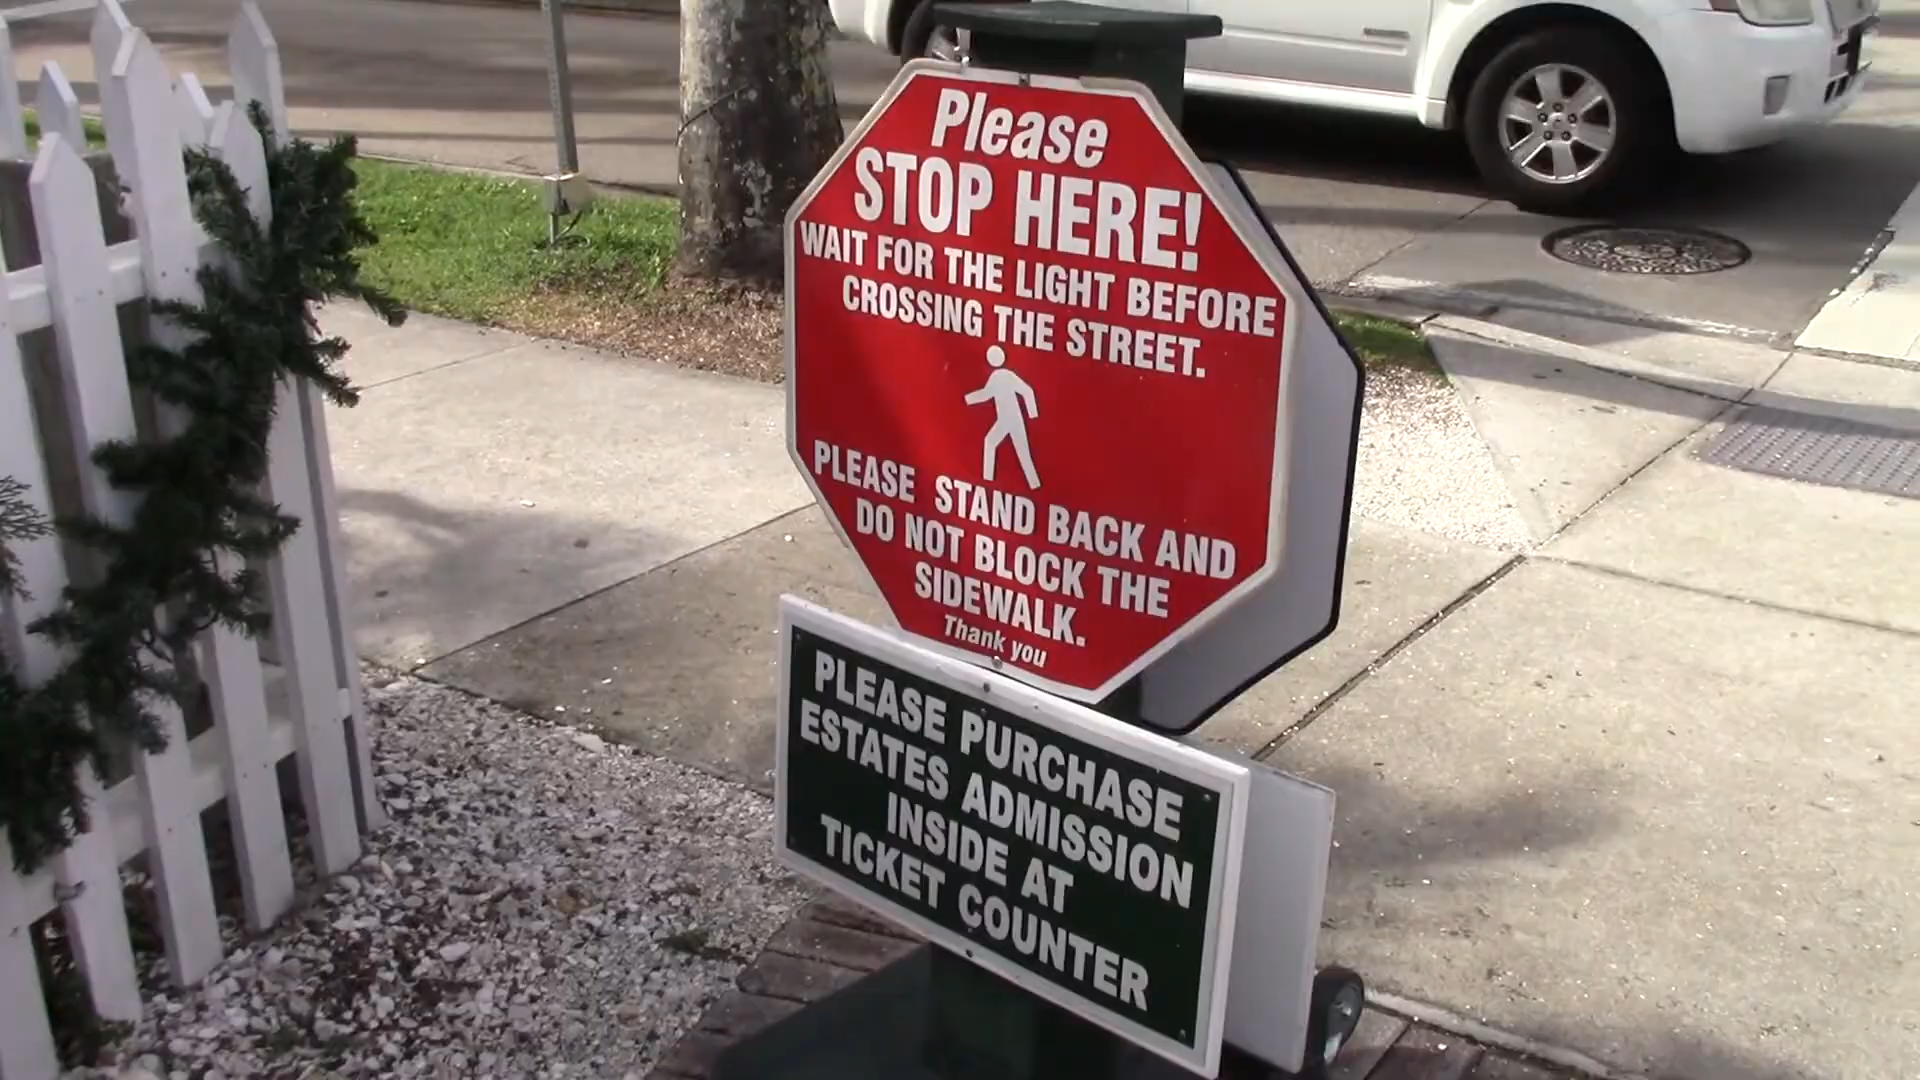 Please
STOP HERE!
WAIT FOR THE LIGHT BEFORE
CROSSING THE STREET.
PLEASE STAND BACK AND
DO NOT BLOCK THE
SIDEWALK.
Thank you
PLEASE PURCHASE
ESTATES ADMISSION
INSIDE AT
TICKET COUNTER